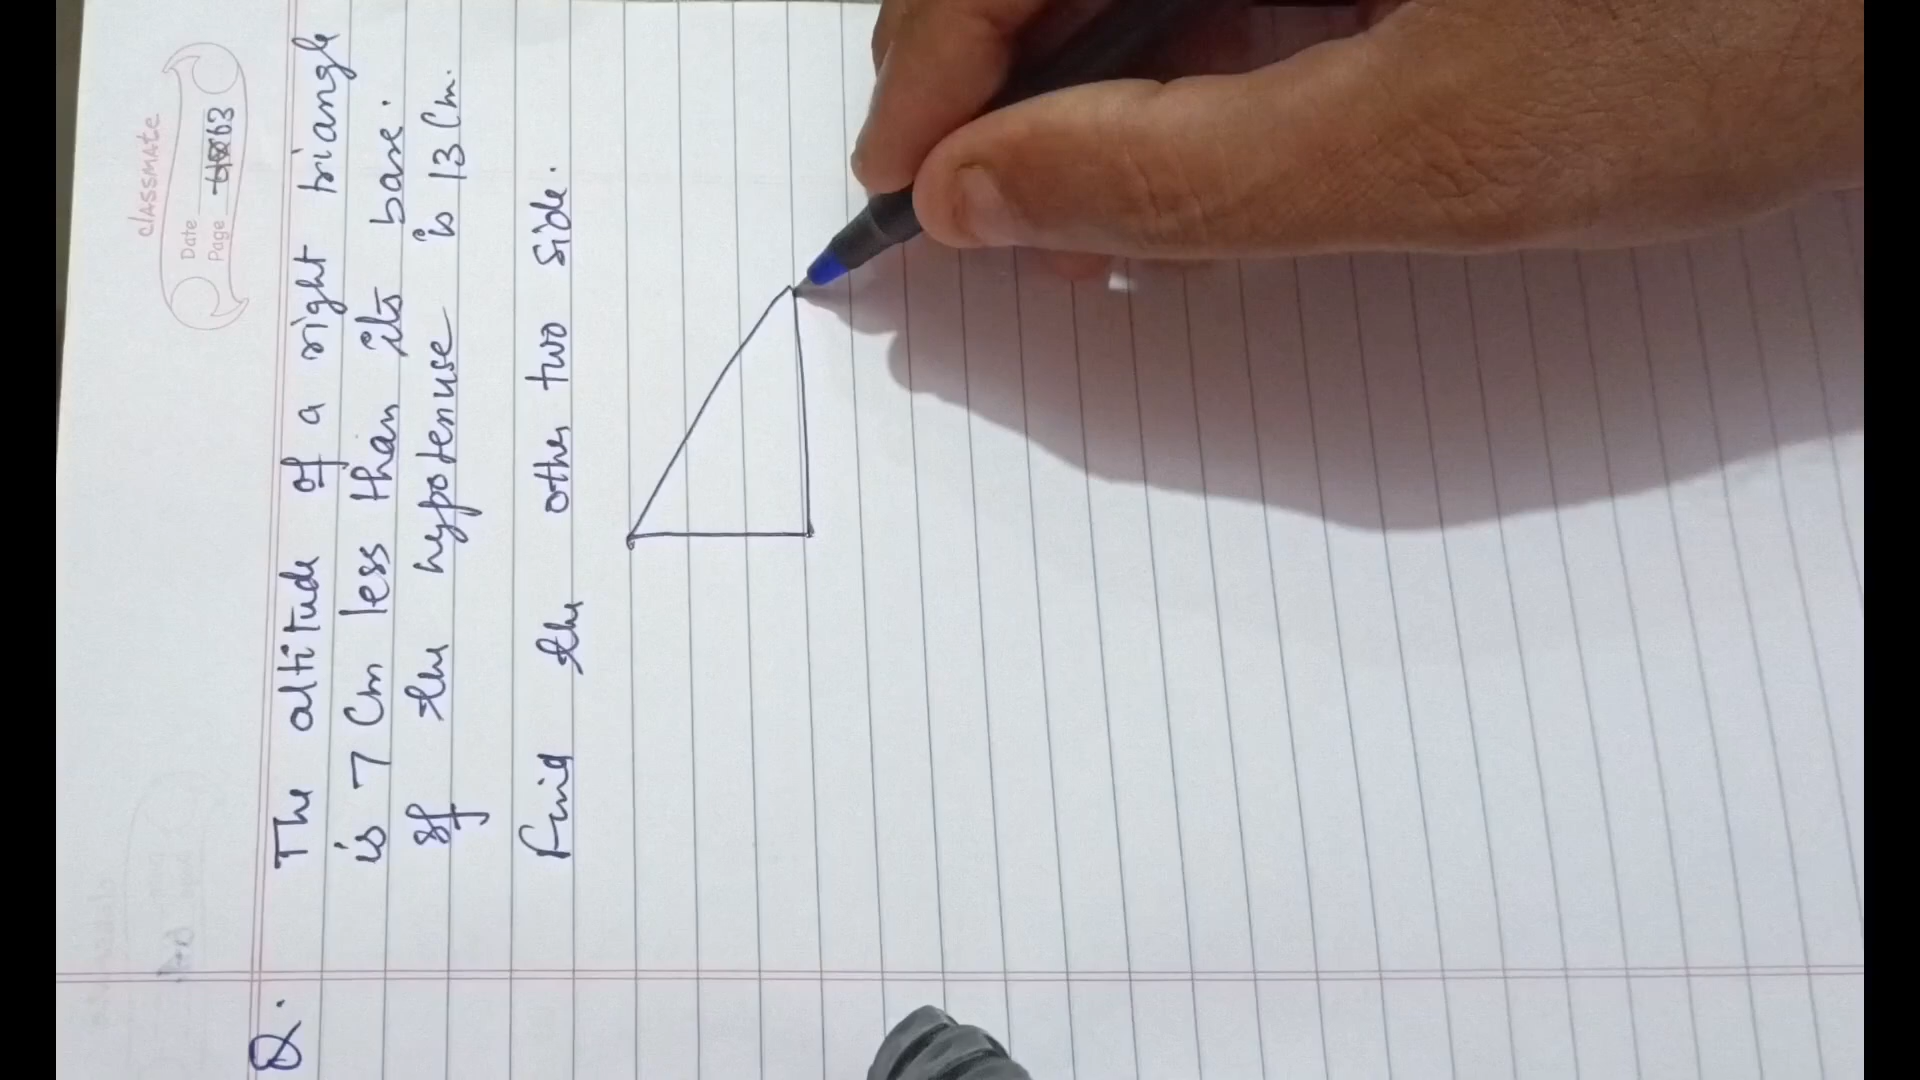 classmate
Date
Page 63
Q. The altitude of a right triangle
is 7 Cm less than its base.
If the hypotenuse is 13 Cm.
Find the other two side.